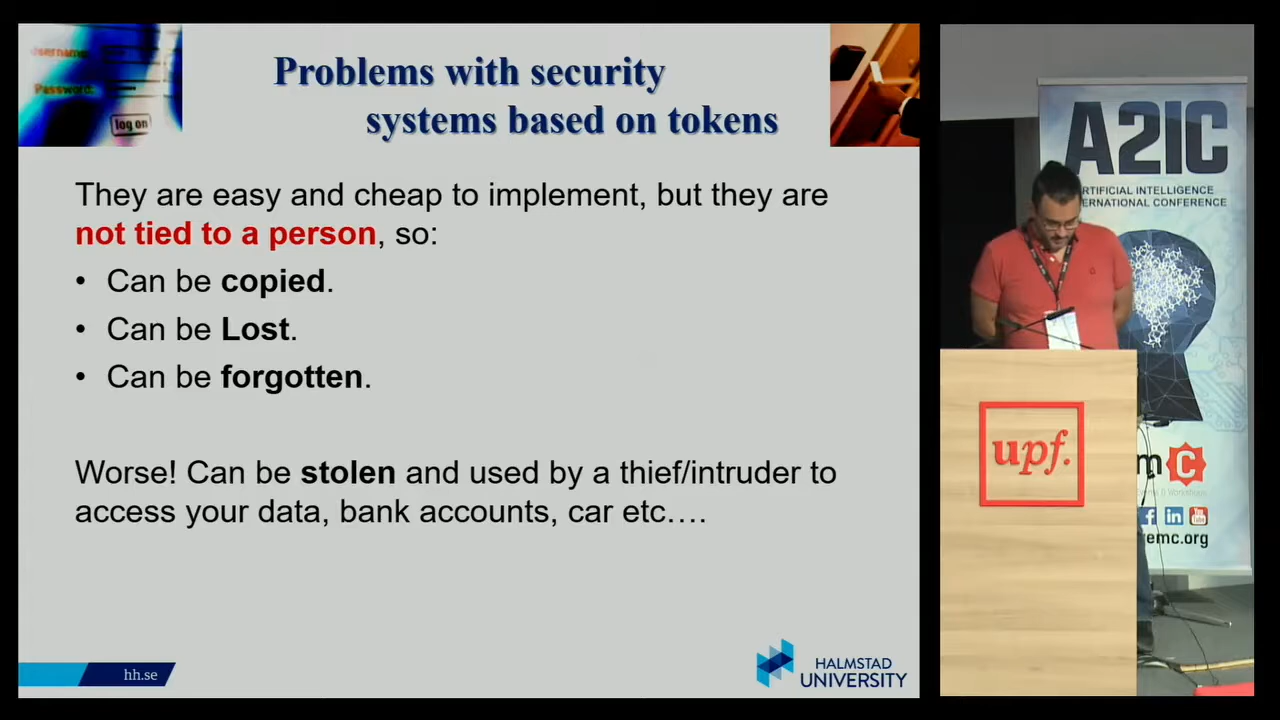 Username:
Password:
log on
Problems with security
systems based on tokens
They are easy and cheap to implement, but they are
not tied to a person, so:
• Can be copied.
• Can be Lost.
• Can be forgotten.
Worse! Can be stolen and used by a thief/intruder to
access your data, bank accounts, car etc….
hh.se
HALMSTAD
UNIVERSITY
A2IC
RTIFICIAL INTELLIGENCE
RNATIONAL CONFERENCE
upf.
m C
emc.org